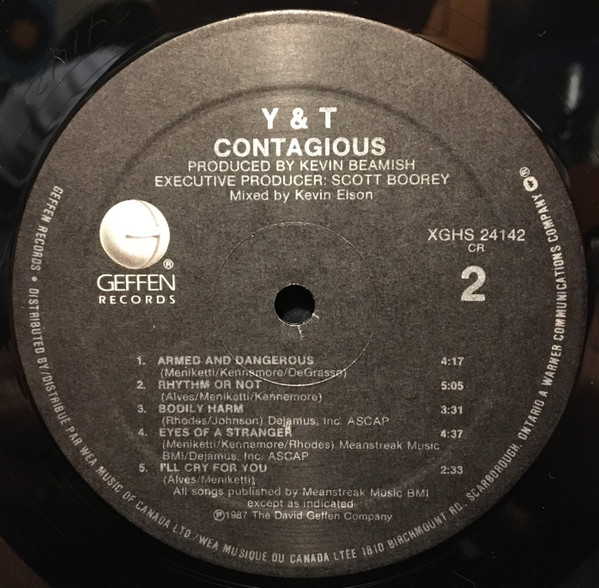 Y & T
CONTAGIOUS
PRODUCED BY KEVIN BEAMISH
EXECUTIVE PRODUCER: SCOTT BOOREY
Mixed by Kevin Elson
GEFFEN
RECORDS
®
XGHS 24142
CR
2
1. ARMED AND DANGEROUS 4:17
(Meniketti/Kennemore/DeGrasso)
2. RHYTHM OR NOT 5:05
(Alves/Meniketti/Kennemore)
3. BODILY HARM 3:31
(Rhodes/Johnson) Dejamus, Inc. ASCAP
4. EYES OF A STRANGER 4:37
(Meniketti/Kennemore/Rhodes) Meanstreak Music
BMI/Dejamus, Inc. ASCAP
5. I'LL CRY FOR YOU 2:33
(Alves/Meniketti)
All songs published by Meanstreak Music BMI
except as indicated
℗1987 The David Geffen Company
GEFFEN RECORDS • DISTRIBUTED BY/DISTRIBUÉ PAR WEA MUSIC OF CANADA LTD/WEA MUSIQUE DU CANADA LTÉE 1810 BIRCHMOUNT RD, SCARBOROUGH, ONTARIO A WARNER COMMUNICATIONS COMPANY